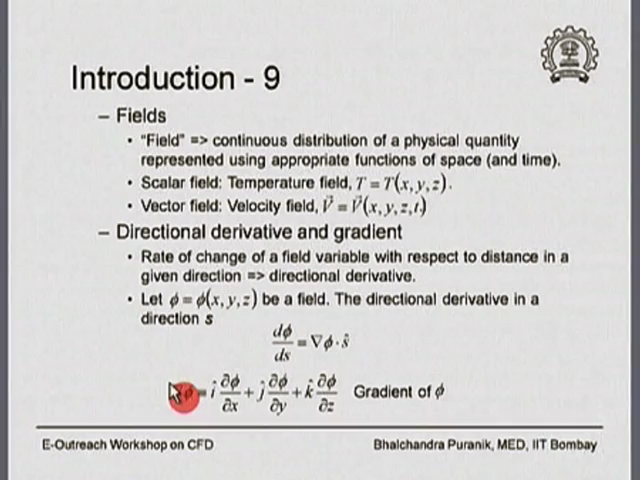 Introduction - 9
– Fields
• "Field" => continuous distribution of a physical quantity
represented using appropriate functions of space (and time).
• Scalar field: Temperature field, T = T(x, y, z).
• Vector field: Velocity field, V⃗ = V⃗(x, y, z, t)
– Directional derivative and gradient
• Rate of change of a field variable with respect to distance in a
given direction => directional derivative.
• Let ϕ = ϕ(x, y, z) be a field. The directional derivative in a
direction s
dϕ/ds = ∇ϕ · ŝ
ϕ = î ∂ϕ/∂x + ĵ ∂ϕ/∂y + k̂ ∂ϕ/∂z Gradient of ϕ
E-Outreach Workshop on CFD
Bhalchandra Puranik, MED, IIT Bombay